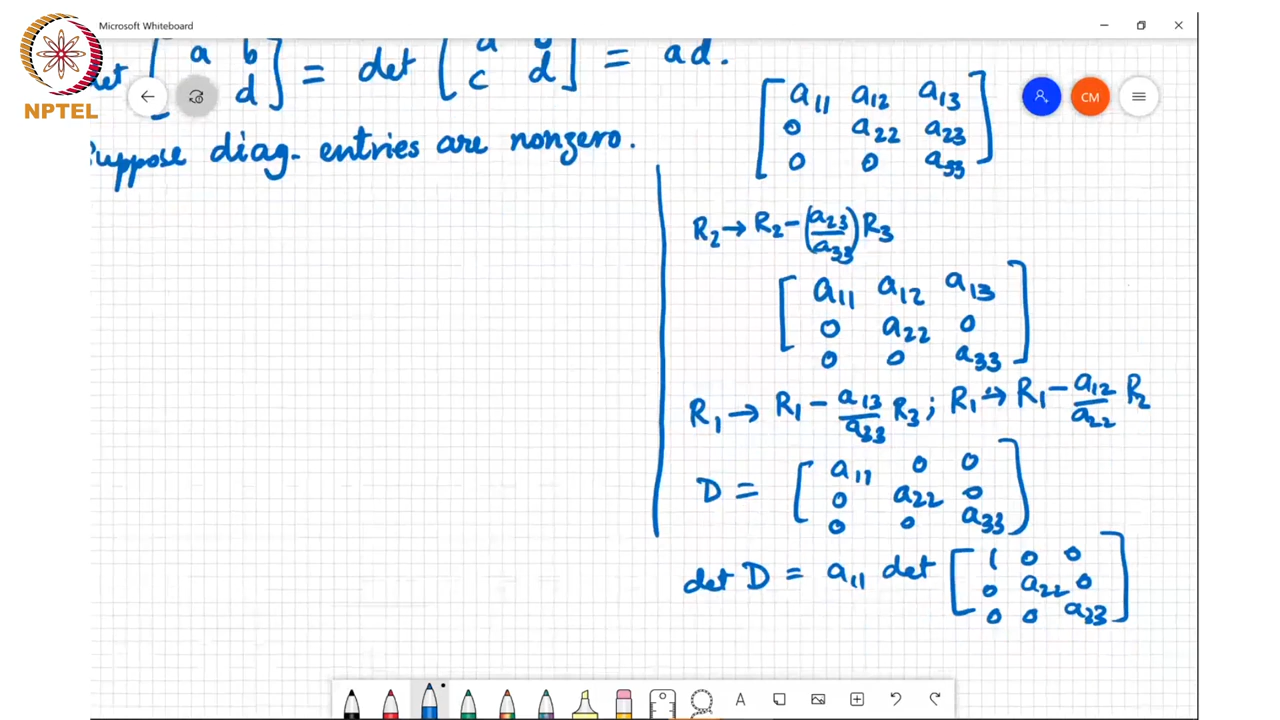 Microsoft Whiteboard
NPTEL
CM
det [ a b
d ] = det [ a
c d ] = ad.
Suppose diag. entries are nonzero.
[ a11 a12 a13
0 a22 a23
0 0 a33 ]
R2 → R2 - (a23/a33) R3
[ a11 a12 a13
0 a22 0
0 0 a33 ]
R1 → R1 - a13/a33 R3 ; R1 → R1 - a12/a22 R2
D = [ a11 0 0
0 a22 0
0 0 a33 ]
det D = a11 det [ 1 0 0
0 a22 0
0 0 a33 ]